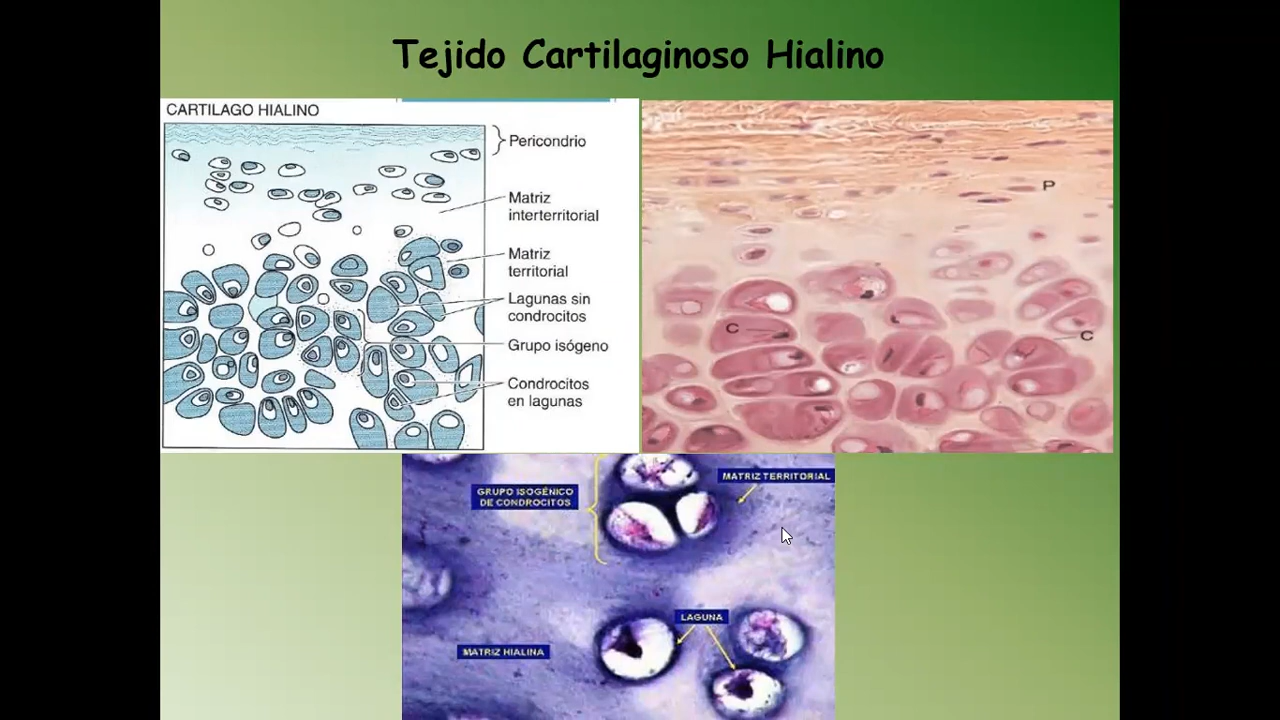 Tejido Cartilaginoso Hialino
CARTILAGO HIALINO
Pericondrio
Matriz
interterritorial
Matriz
territorial
Lagunas sin
condrocitos
Grupo isógeno
Condrocitos
en lagunas
P
C
C
GRUPO ISOGÉNICO
DE CONDROCITOS
MATRIZ TERRITORIAL
LAGUNA
MATRIZ HIALINA